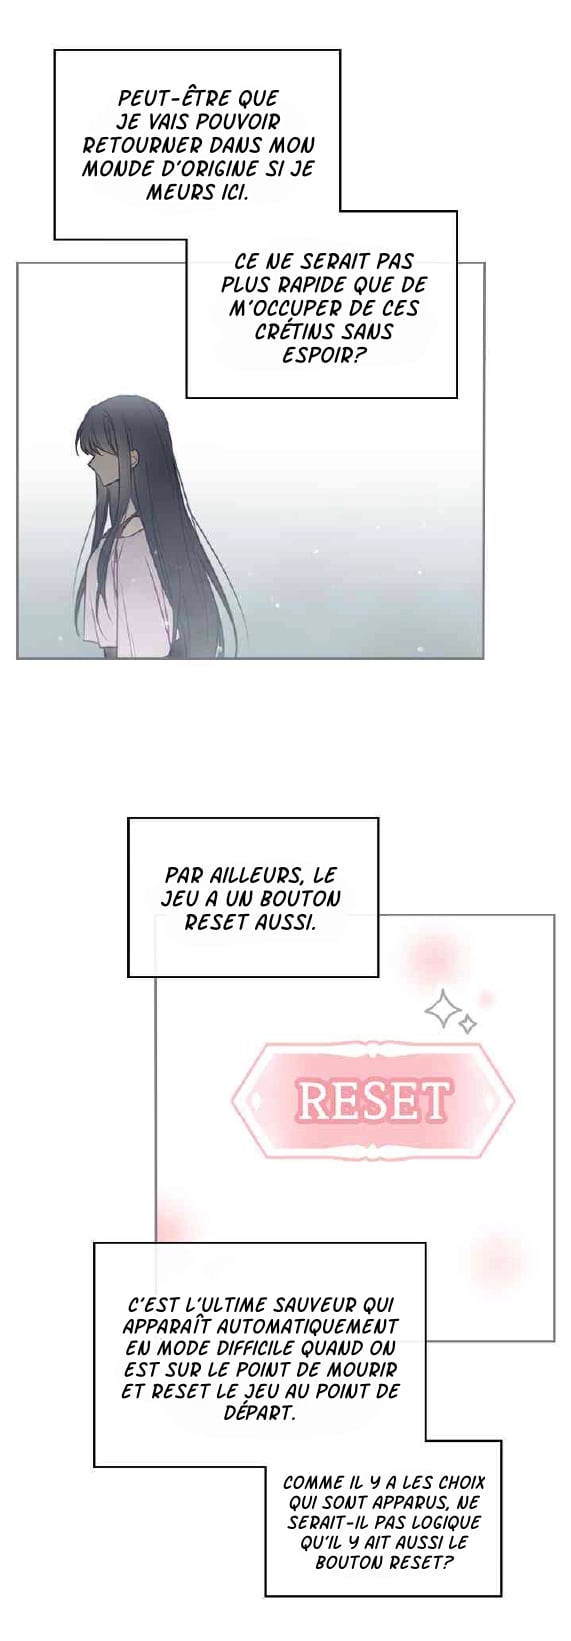 PEUT-ÊTRE QUE
JE VAIS POUVOIR
RETOURNER DANS MON
MONDE D'ORIGINE SI JE
MEURS ICI.
CE NE SERAIT PAS
PLUS RAPIDE QUE DE
M'OCCUPER DE CES
CRÉTINS SANS
ESPOIR?
PAR AILLEURS, LE
JEU A UN BOUTON
RESET AUSSI.
RESET
C'EST L'ULTIME SAUVEUR QUI
APPARAÎT AUTOMATIQUEMENT
EN MODE DIFFICILE QUAND ON
EST SUR LE POINT DE MOURIR
ET RESET LE JEU AU POINT DE
DÉPART.
COMME IL Y A LES CHOIX
QUI SONT APPARUS, NE
SERAIT-IL PAS LOGIQUE
QU'IL Y AIT AUSSI LE
BOUTON RESET?